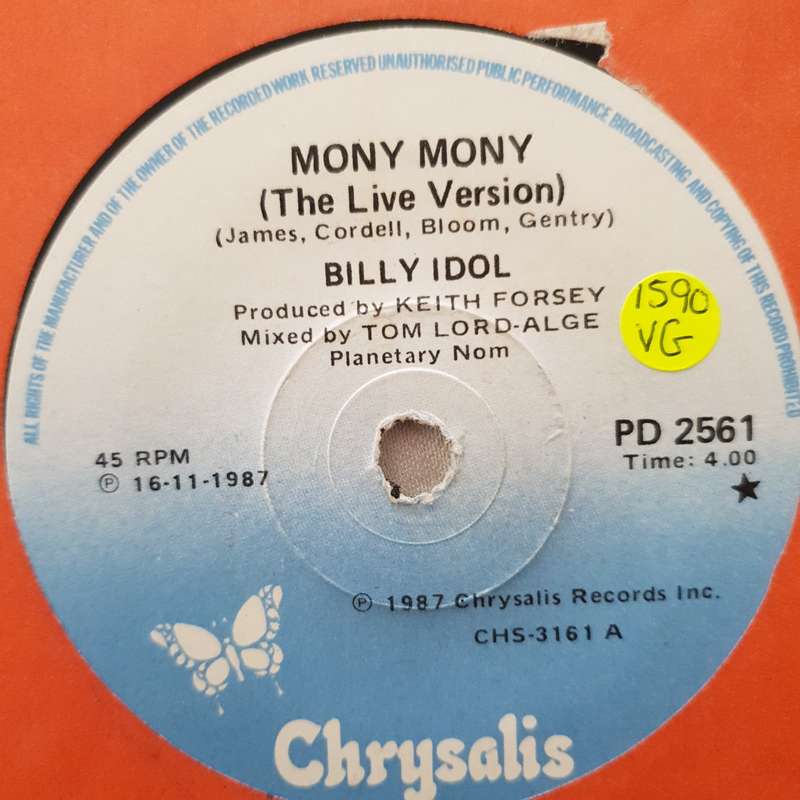 ALL RIGHTS OF THE MANUFACTURER AND OF THE OWNER OF THE RECORDED WORK RESERVED UNAUTHORISED PUBLIC PERFORMANCE BROADCASTING AND COPYING OF THIS RECORD PROHIBITED
MONY MONY
(The Live Version)
(James, Cordell, Bloom, Gentry)
BILLY IDOL
Produced by KEITH FORSEY
Mixed by TOM LORD-ALGE
Planetary Nom
1590
VG
45 RPM
℗ 16-11-1987
PD 2561
Time: 4.00
℗ 1987 Chrysalis Records Inc.
CHS-3161 A
Chrysalis